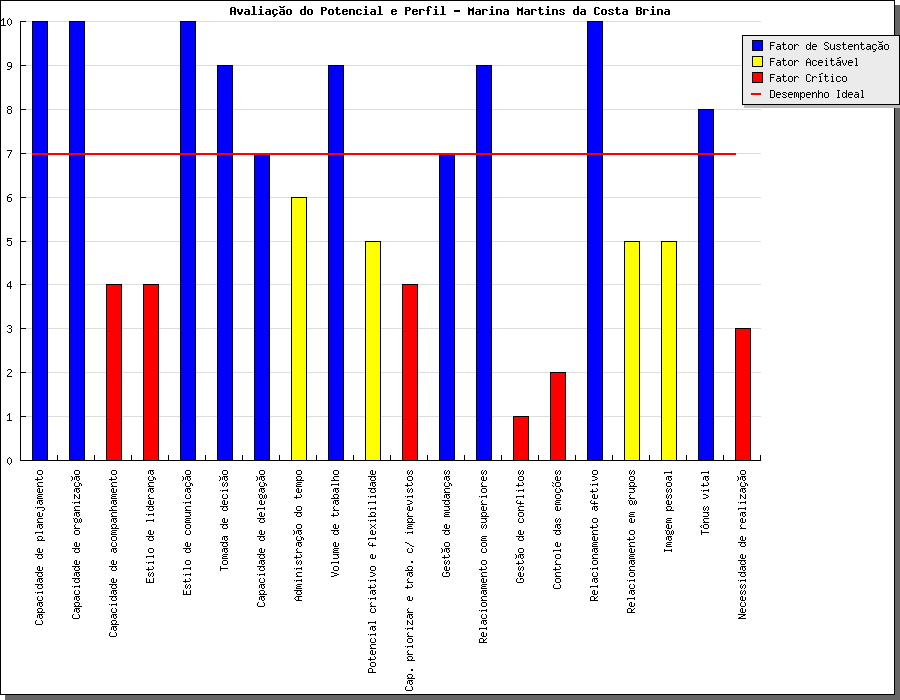 Avaliação do Potencial e Perfil - Marina Martins da Costa Brina
Fator de Sustentação
Fator Aceitável
Fator Crítico
Desempenho Ideal
10
9
8
7
6
5
4
3
2
1
0
Capacidade de planejamento
Capacidade de organização
Capacidade de acompanhamento
Estilo de liderança
Estilo de comunicação
Tomada de decisão
Capacidade de delegação
Administração do tempo
Volume de trabalho
Potencial criativo e flexibilidade
Cap. priorizar e trab. c/ imprevistos
Gestão de mudanças
Relacionamento com superiores
Gestão de conflitos
Controle das emoções
Relacionamento afetivo
Relacionamento em grupos
Imagem pessoal
Tônus vital
Necessidade de realização